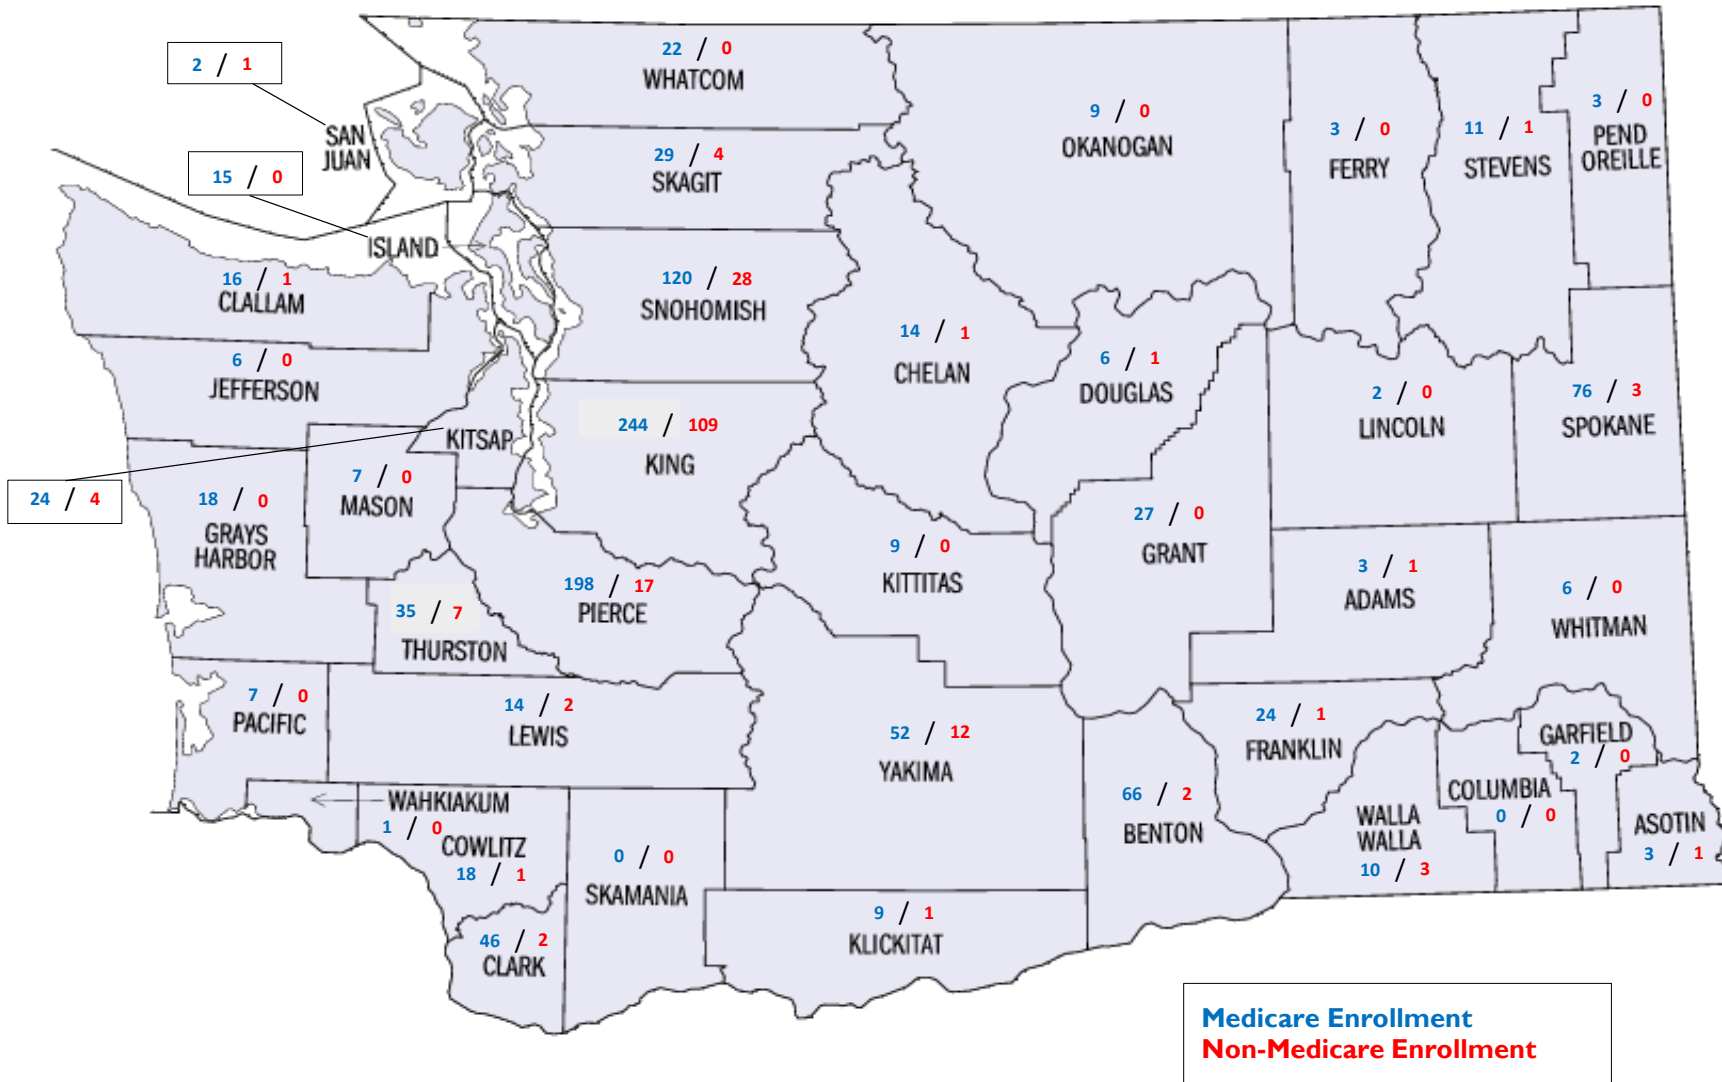 22 / 0
WHATCOM
2 / 1
SAN
JUAN
9 / 0
OKANOGAN
3 / 0
FERRY
11 / 1
STEVENS
3 / 0
PEND
OREILLE
29 / 4
SKAGIT
15 / 0
ISLAND
16 / 1
CLALLAM
120 / 28
SNOHOMISH
14 / 1
CHELAN
6 / 1
DOUGLAS
6 / 0
JEFFERSON
2 / 0
LINCOLN
76 / 3
SPOKANE
244 / 109
KING
KITSAP
24 / 4
7 / 0
MASON
18 / 0
GRAYS
HARBOR
27 / 0
GRANT
9 / 0
KITTITAS
3 / 1
ADAMS
6 / 0
WHITMAN
198 / 17
PIERCE
35 / 7
THURSTON
7 / 0
PACIFIC
14 / 2
LEWIS
52 / 12
YAKIMA
24 / 1
FRANKLIN
GARFIELD
2 / 0
COLUMBIA
0 / 0
WAHKIAKUM
1 / 0
COWLITZ
18 / 1
66 / 2
BENTON
WALLA
WALLA
10 / 3
ASOTIN
3 / 1
0 / 0
SKAMANIA
9 / 1
KLICKITAT
46 / 2
CLARK
Medicare Enrollment
Non-Medicare Enrollment